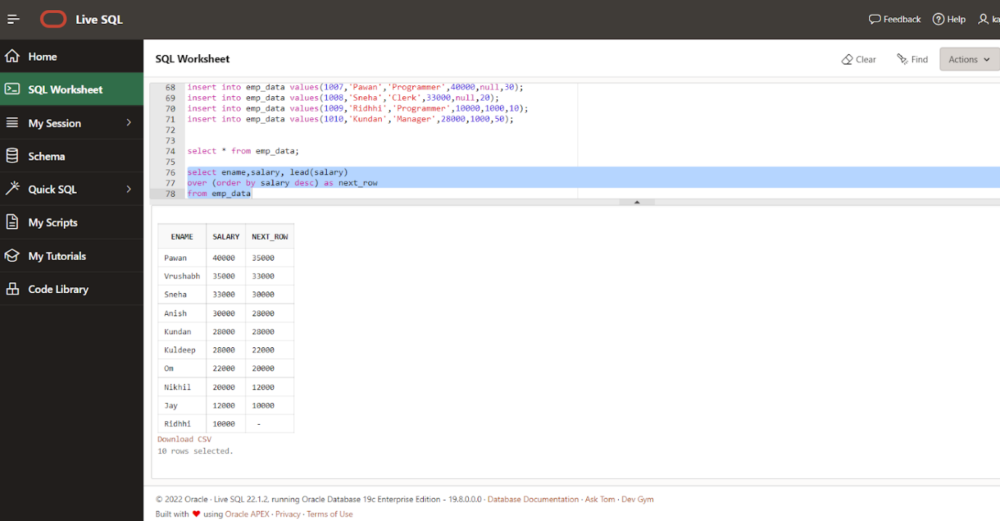 Live SQL
Feedback
Help
ka
Home
SQL Worksheet
My Session
Schema
Quick SQL
My Scripts
My Tutorials
Code Library
SQL Worksheet
Clear
Find
Actions
68 insert into emp_data values(1007,'Pawan','Programmer',40000,null,30);
69 insert into emp_data values(1008,'Sneha','Clerk',33000,null,20);
70 insert into emp_data values(1009,'Ridhhi','Programmer',10000,1000,10);
71 insert into emp_data values(1010,'Kundan','Manager',28000,1000,50);
72
73
74 select * from emp_data;
75
76 select ename,salary, lead(salary)
77 over (order by salary desc) as next_row
78 from emp_data
ENAME SALARY NEXT_ROW
Pawan 40000 35000
Vrushabh 35000 33000
Sneha 33000 30000
Anish 30000 28000
Kundan 28000 28000
Kuldeep 28000 22000
Om 22000 20000
Nikhil 20000 12000
Jay 12000 10000
Ridhhi 10000 -
Download CSV
10 rows selected.
© 2022 Oracle · Live SQL 22.1.2, running Oracle Database 19c Enterprise Edition - 19.8.0.0.0 · Database Documentation · Ask Tom · Dev Gym
Built with ❤ using Oracle APEX · Privacy · Terms of Use